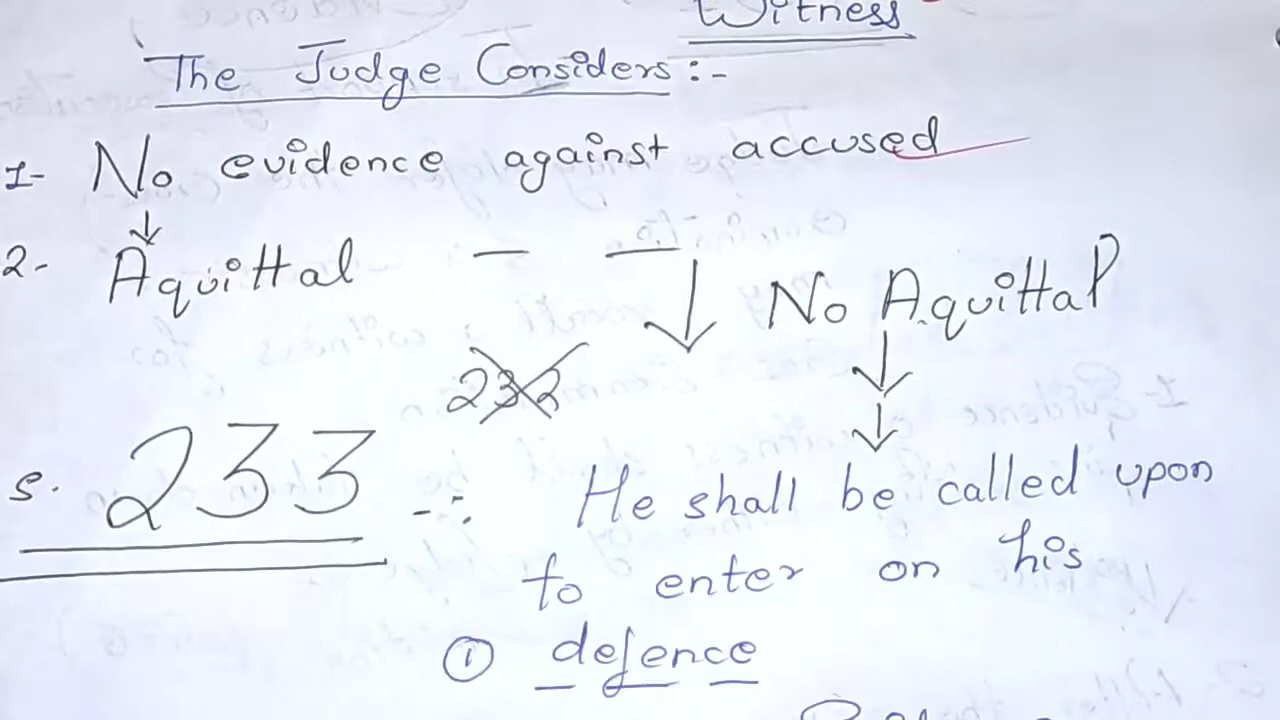 Witness
The Judge Considers:-
1- No evidence against accused
↓
2- Aquittal — — ↓ No Aquittal
↓
232
↓
S. 233 -: He shall be called upon
to enter on his
① defence